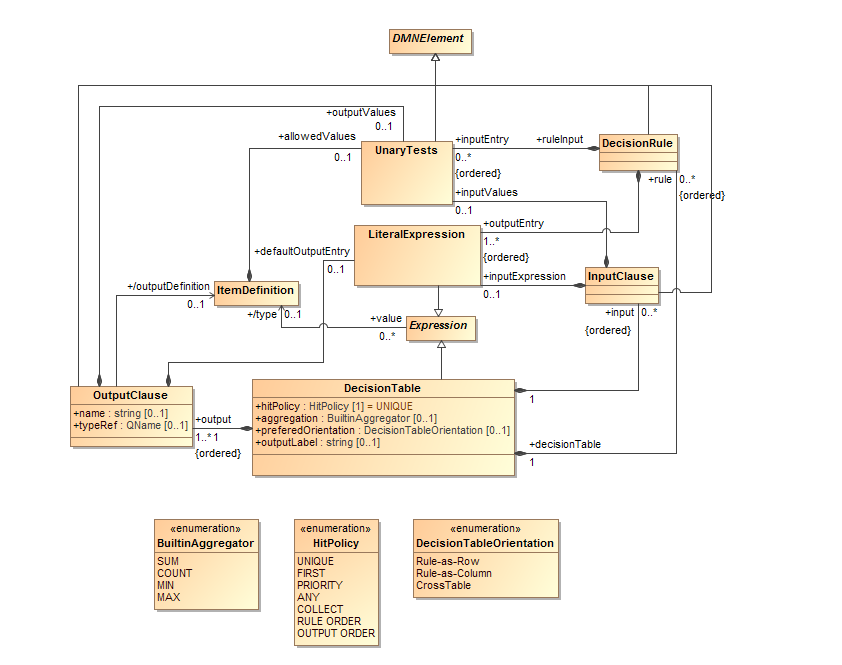 DMNElement
+outputValues
0..1
+allowedValues
0..1
UnaryTests
+inputEntry
0..*
{ordered}
+ruleInput
DecisionRule
+rule
0..*
{ordered}
+inputValues
0..1
LiteralExpression
+outputEntry
1..*
{ordered}
+defaultOutputEntry
0..1
+inputExpression
0..1
InputClause
+input
0..*
{ordered}
+/outputDefinition
0..1
ItemDefinition
+/type
0..1
+value
0..*
Expression
OutputClause
+name : string [0..1]
+typeRef : QName [0..1]
+output
1..* 1
{ordered}
DecisionTable
+hitPolicy : HitPolicy [1] = UNIQUE
+aggregation : BuiltinAggregator [0..1]
+preferedOrientation : DecisionTableOrientation [0..1]
+outputLabel : string [0..1]
1
+decisionTable
1
«enumeration»
BuiltinAggregator
SUM
COUNT
MIN
MAX
«enumeration»
HitPolicy
UNIQUE
FIRST
PRIORITY
ANY
COLLECT
RULE ORDER
OUTPUT ORDER
«enumeration»
DecisionTableOrientation
Rule-as-Row
Rule-as-Column
CrossTable